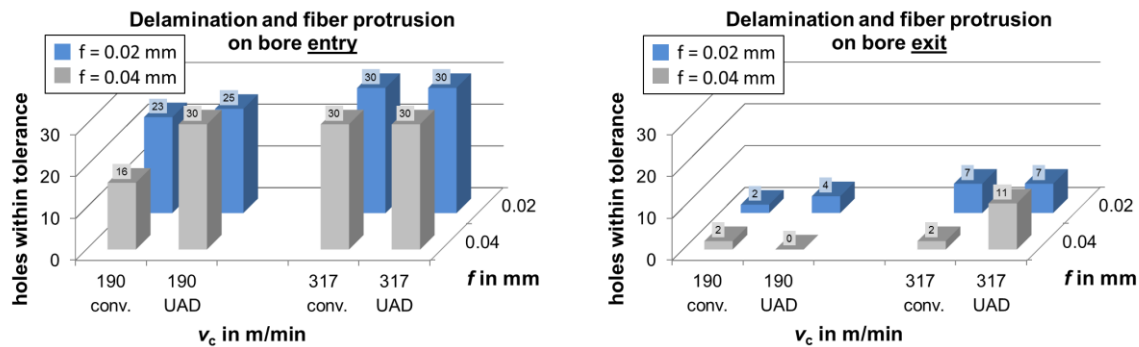 Delamination and fiber protrusion
on bore entry
f = 0.02 mm
f = 0.04 mm
holes within tolerance
30
20
10
0
23
25
30
30
16
30
30
30
0.02
0.04
f in mm
190 190 317 317
conv. UAD conv. UAD
vc in m/min
Delamination and fiber protrusion
on bore exit
f = 0.02 mm
f = 0.04 mm
holes within tolerance
30
20
10
0
2
4
7
7
2
0
2
11
0.02
0.04
f in mm
190 190 317 317
conv. UAD conv. UAD
vc in m/min